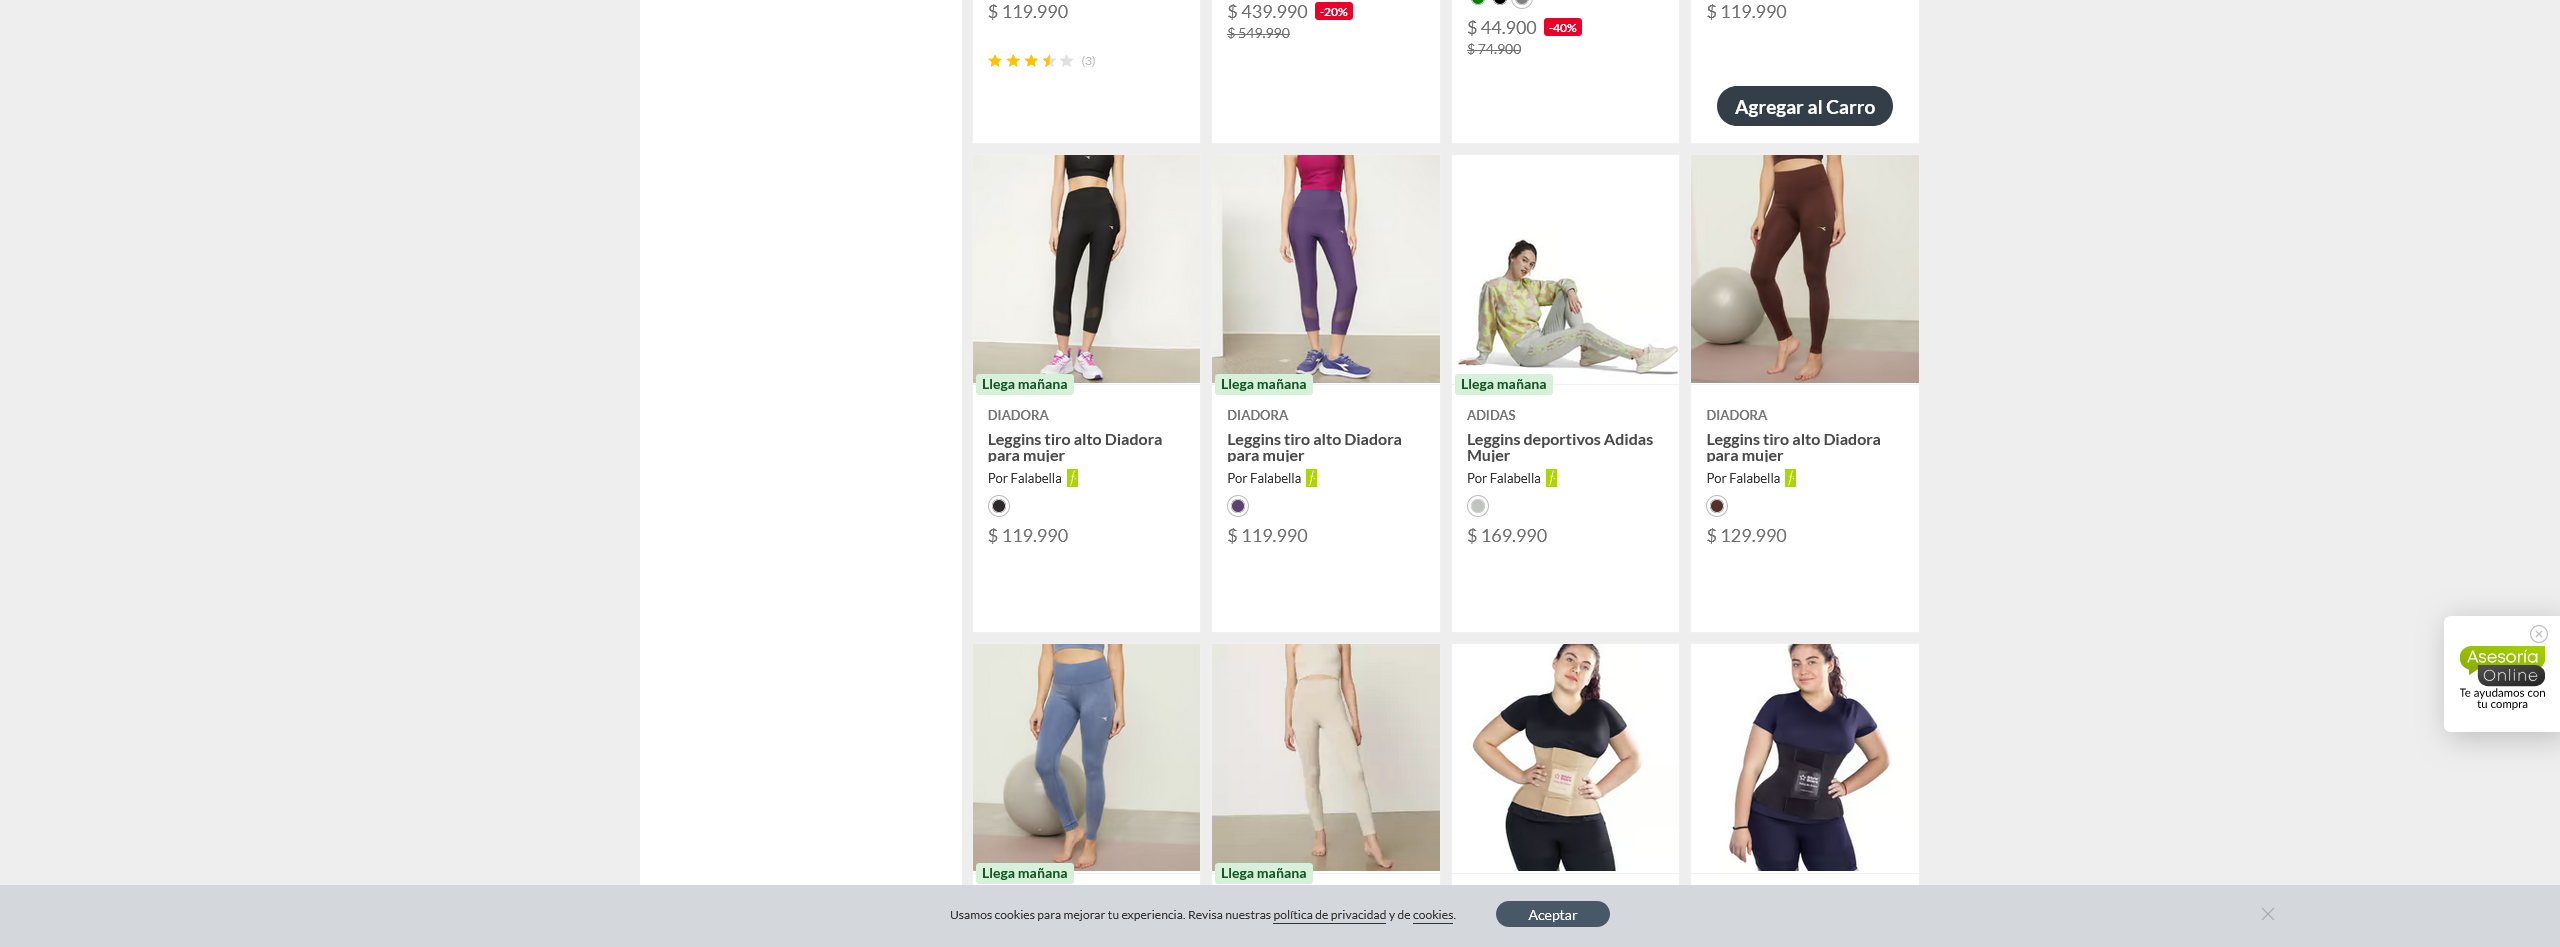 $ 119.990
$ 439.990 -20%
$ 549.990
$ 44.900 -40%
$ 74.900
$ 119.990
(3)
Agregar al Carro
Llega mañana
DIADORA
Leggins tiro alto Diadora
para mujer
Por Falabella
$ 119.990
Llega mañana
DIADORA
Leggins tiro alto Diadora
para mujer
Por Falabella
$ 119.990
Llega mañana
ADIDAS
Leggins deportivos Adidas
Mujer
Por Falabella
$ 169.990
DIADORA
Leggins tiro alto Diadora
para mujer
Por Falabella
$ 129.990
Asesoría
Online
Te ayudamos con
tu compra
Llega mañana
Llega mañana
Usamos cookies para mejorar tu experiencia. Revisa nuestras política de privacidad y de cookies.
Aceptar